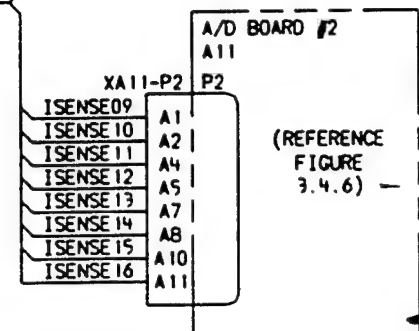 A/D BOARD #2
A11
XA11-P2 P2
ISENSE09 A1
ISENSE10 A2
ISENSE11 A4
ISENSE12 A5
ISENSE13 A7
ISENSE14 A8
ISENSE15 A10
ISENSE16 A11
(REFERENCE
FIGURE
3.4.6)